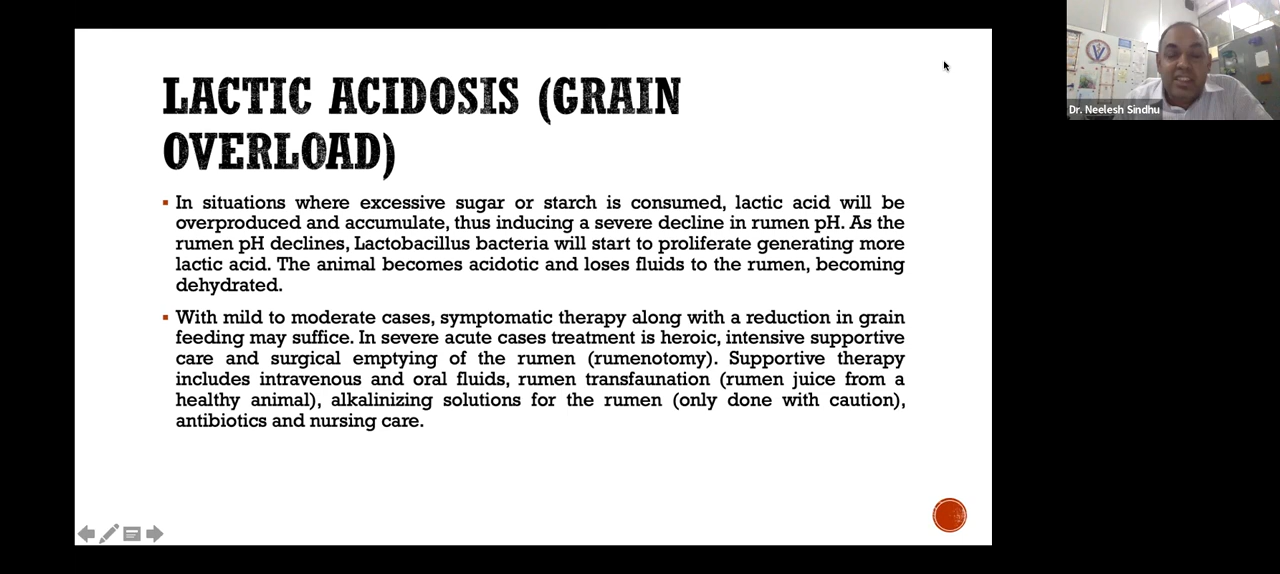 LACTIC ACIDOSIS (GRAIN
OVERLOAD)
In situations where excessive sugar or starch is consumed, lactic acid will be
overproduced and accumulate, thus inducing a severe decline in rumen pH. As the
rumen pH declines, Lactobacillus bacteria will start to proliferate generating more
lactic acid. The animal becomes acidotic and loses fluids to the rumen, becoming
dehydrated.
With mild to moderate cases, symptomatic therapy along with a reduction in grain
feeding may suffice. In severe acute cases treatment is heroic, intensive supportive
care and surgical emptying of the rumen (rumenotomy). Supportive therapy
includes intravenous and oral fluids, rumen transfaunation (rumen juice from a
healthy animal), alkalinizing solutions for the rumen (only done with caution),
antibiotics and nursing care.
Dr. Neelesh Sindhu